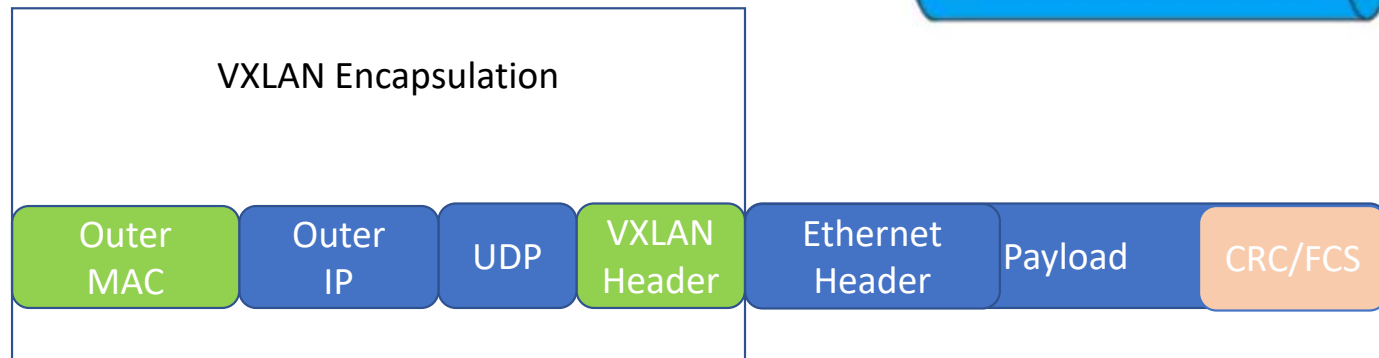 VXLAN Encapsulation
Outer
MAC
Outer
IP
UDP
VXLAN
Header
Ethernet
Header
Payload
CRC/FCS